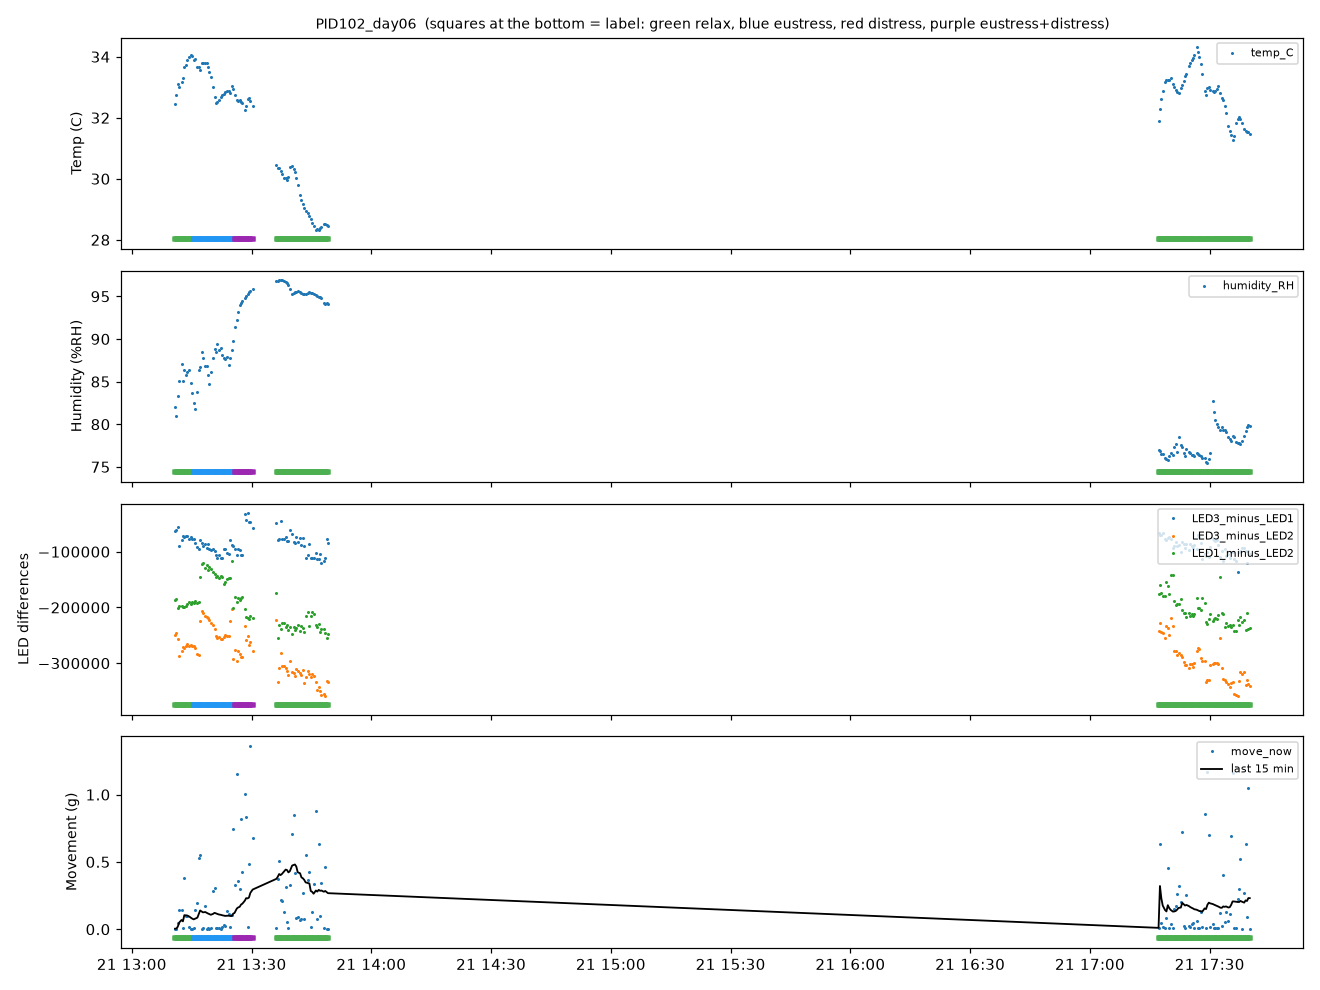 PID102_day06  (squares at the bottom = label: green relax, blue eustress, red distress, purple eustress+distress)
temp_C
Temp (C)
34
32
30
28
humidity_RH
Humidity (%RH)
95
90
85
80
75
LED3_minus_LED1
LED3_minus_LED2
LED1_minus_LED2
LED differences
−100000
−200000
−300000
move_now
last 15 min
Movement (g)
1.0
0.5
0.0
21 13:00 21 13:30 21 14:00 21 14:30 21 15:00 21 15:30 21 16:00 21 16:30 21 17:00 21 17:30